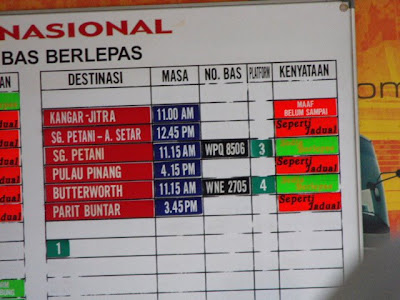 NASIONAL
BAS BERLEPAS
DESTINASI MASA NO. BAS PLATFORM KENYATAAN
KANGAR-JITRA 11.00 AM MAAF BELUM SAMPAI
SG. PETANI - A. SETAR 12.45 PM Seperti Jadual
SG. PETANI 11.15 AM WPQ 8506 3
PULAU PINANG 4.15 PM Seperti Jadual
BUTTERWORTH 11.15 AM WNE 2705 4
PARIT BUNTAR 3.45 PM Seperti Jadual
1